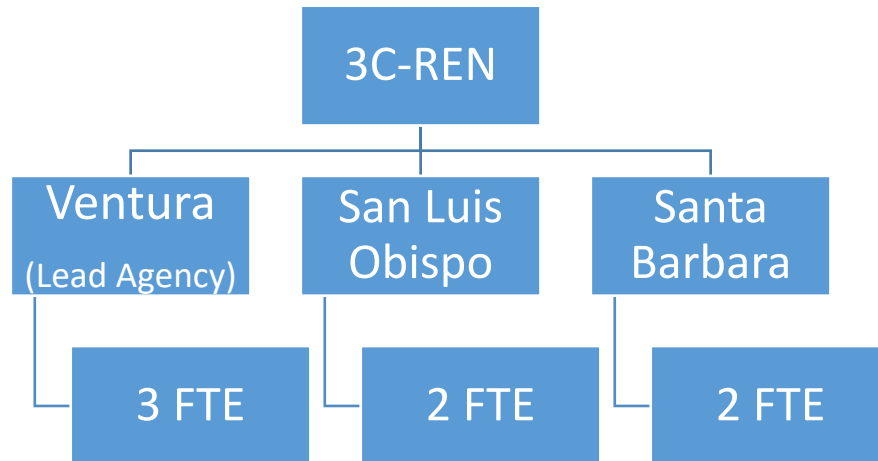 3C-REN
Ventura
(Lead Agency)
San Luis
Obispo
Santa
Barbara
3 FTE
2 FTE
2 FTE